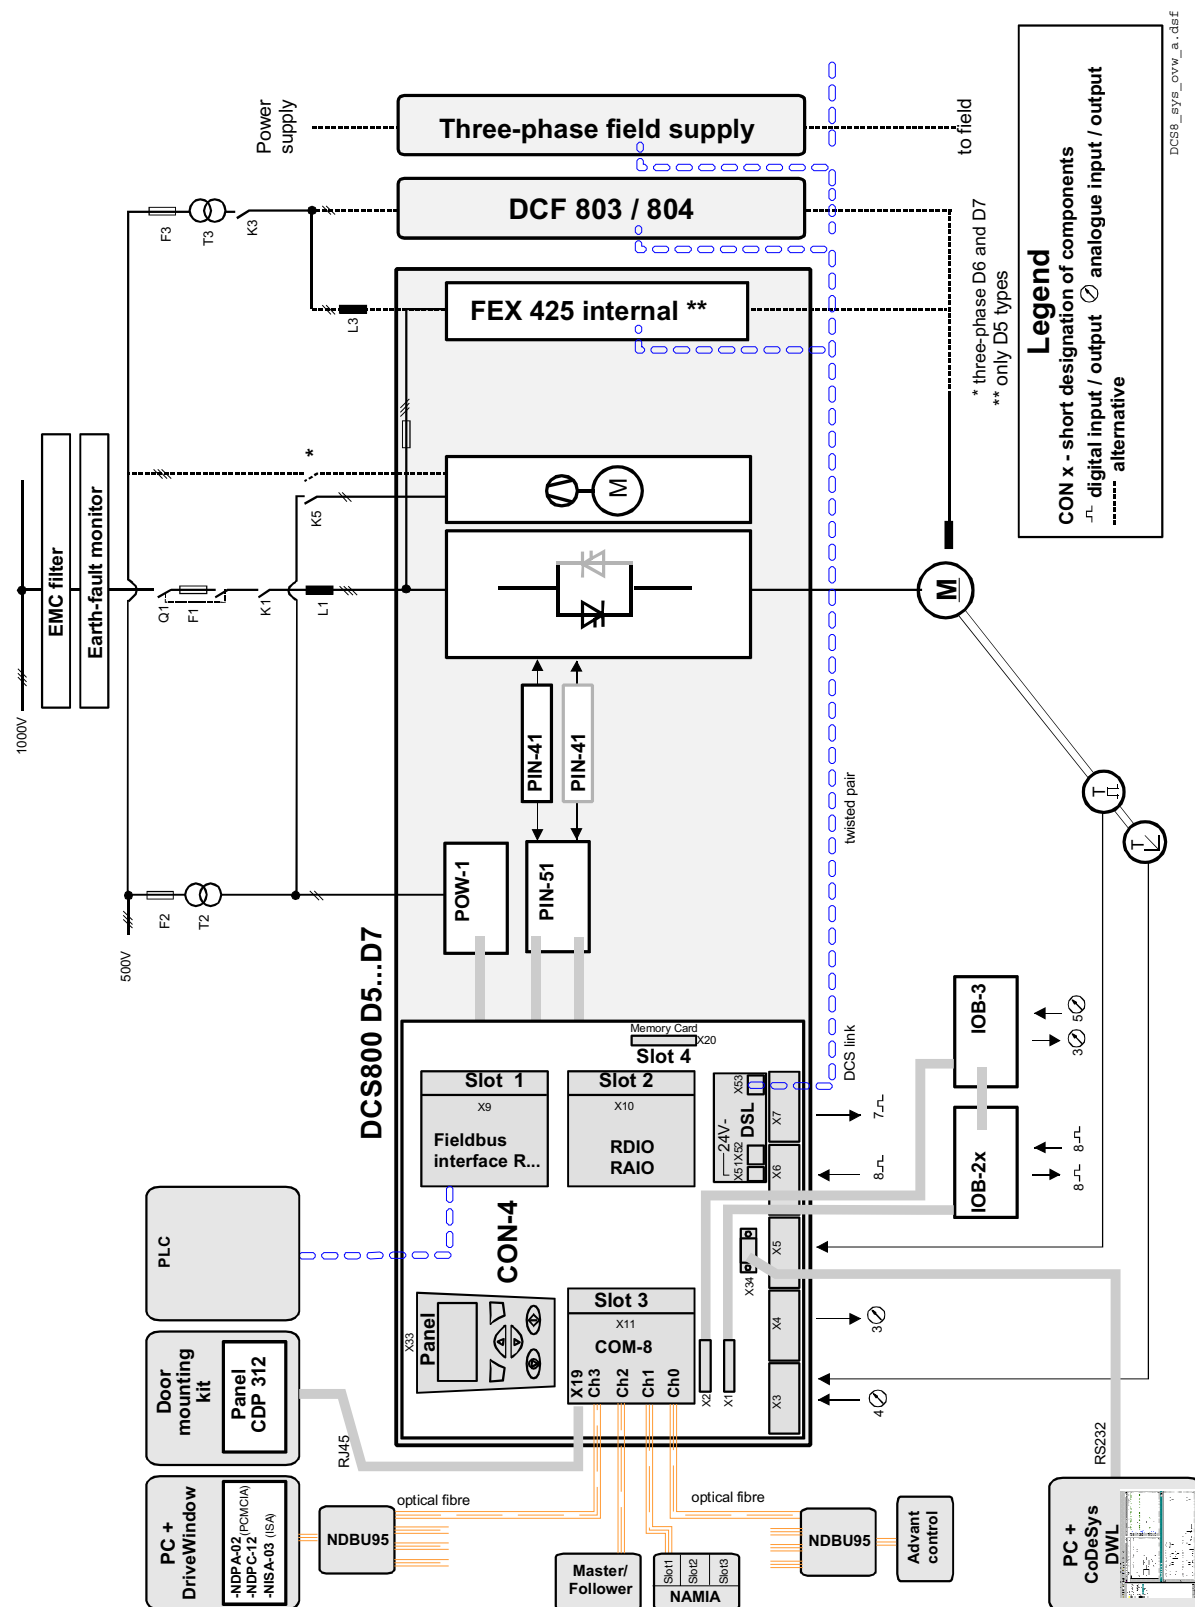 DCS8_sys_ovw_a.dsf
Power
supply
Three-phase field supply
to field
F3
T3
K3
DCF 803 / 804
L3
FEX 425 internal **
* three-phase D6 and D7
** only D5 types
Legend
CON x - short designation of components
digital input / output
analogue input / output
alternative
EMC filter
Earth-fault monitor
1000V
Q1
F1
K1
L1
K5
*
M
M
PIN-41
PIN-41
PIN-51
POW-1
500V
F2
T2
twisted pair
T
T
DCS800 D5...D7
Memory Card
X20
Slot 4
Slot 1
X9
Fieldbus
interface R...
Slot 2
X10
RDIO
RAIO
X53
DSL
24V-
X51
X52
DCS link
X7
X6
X5
X4
X3
7
8
3
4
IOB-3
3
5
IOB-2x
8
8
PLC
CON-4
X33
Panel
Slot 3
X11
COM-8
X19
Ch3
Ch2
Ch1
Ch0
X34
X2
X1
Door
mounting
kit
Panel
CDP 312
RJ45
RS232
PC +
DriveWindow
-NDPA-02 (PCMCIA)
-NDPC-12
-NISA-03 (ISA)
NDBU95
optical fibre
optical fibre
Master/
Follower
Slot1
Slot2
Slot3
NAMIA
NDBU95
Advant
control
PC +
CoDeSys
DWL